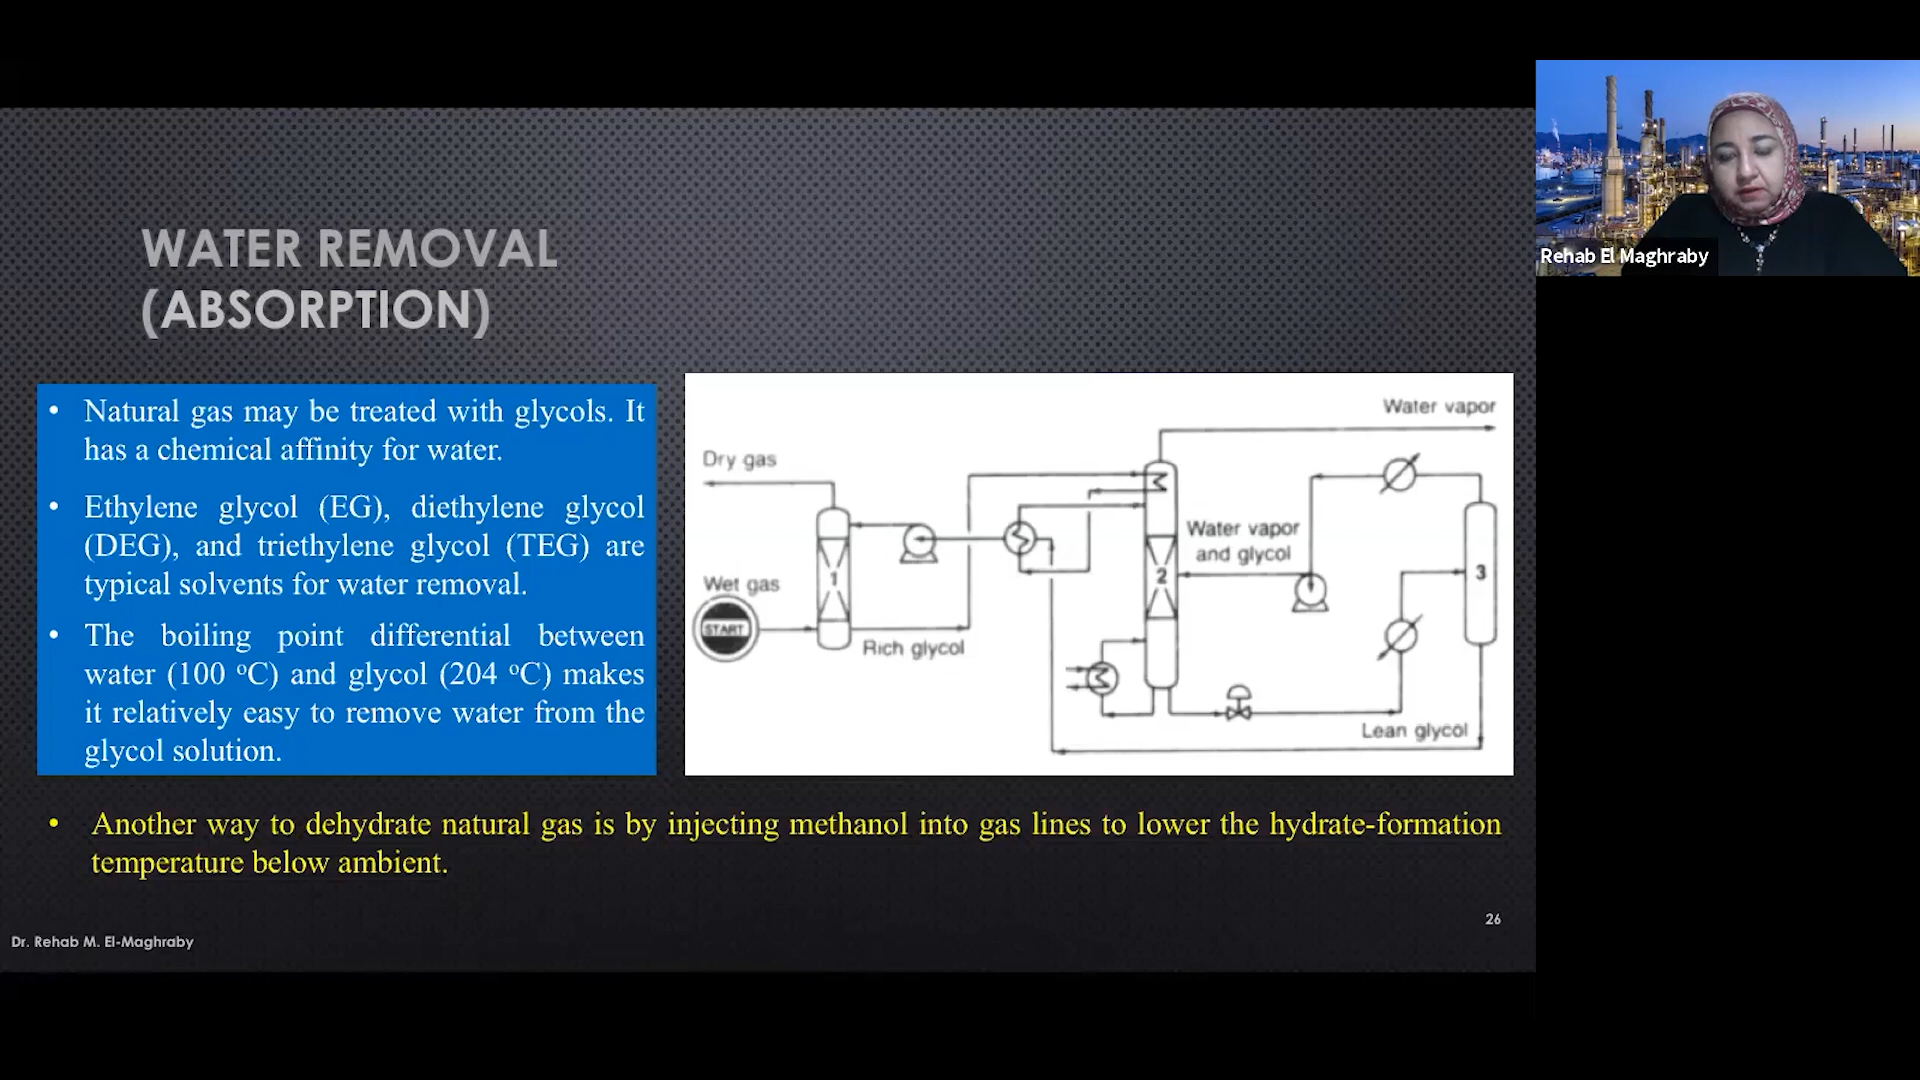 WATER REMOVAL
(ABSORPTION)
• Natural gas may be treated with glycols. It
has a chemical affinity for water.
• Ethylene glycol (EG), diethylene glycol
(DEG), and triethylene glycol (TEG) are
typical solvents for water removal.
• The boiling point differential between
water (100 °C) and glycol (204 °C) makes
it relatively easy to remove water from the
glycol solution.
Water vapor
Dry gas
Water vapor
and glycol
Wet gas
1
2
3
START
Rich glycol
Lean glycol
• Another way to dehydrate natural gas is by injecting methanol into gas lines to lower the hydrate-formation
temperature below ambient.
26
Dr. Rehab M. El-Maghraby
Rehab El Maghraby